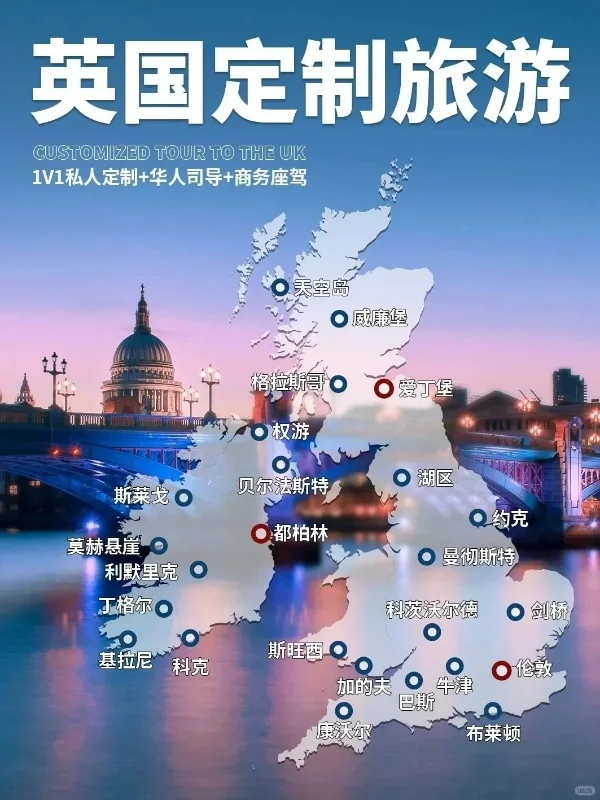 英国定制旅游
CUSTOMIZED TOUR TO THE UK
1V1私人定制+华人司导+商务座驾
天空岛
威廉堡
格拉斯哥
爱丁堡
权游
贝尔法斯特
湖区
斯莱戈
约克
都柏林
莫赫悬崖
曼彻斯特
利默里克
丁格尔
科茨沃尔德
剑桥
基拉尼
科克
斯旺西
伦敦
加的夫
牛津
巴斯
康沃尔
布莱顿